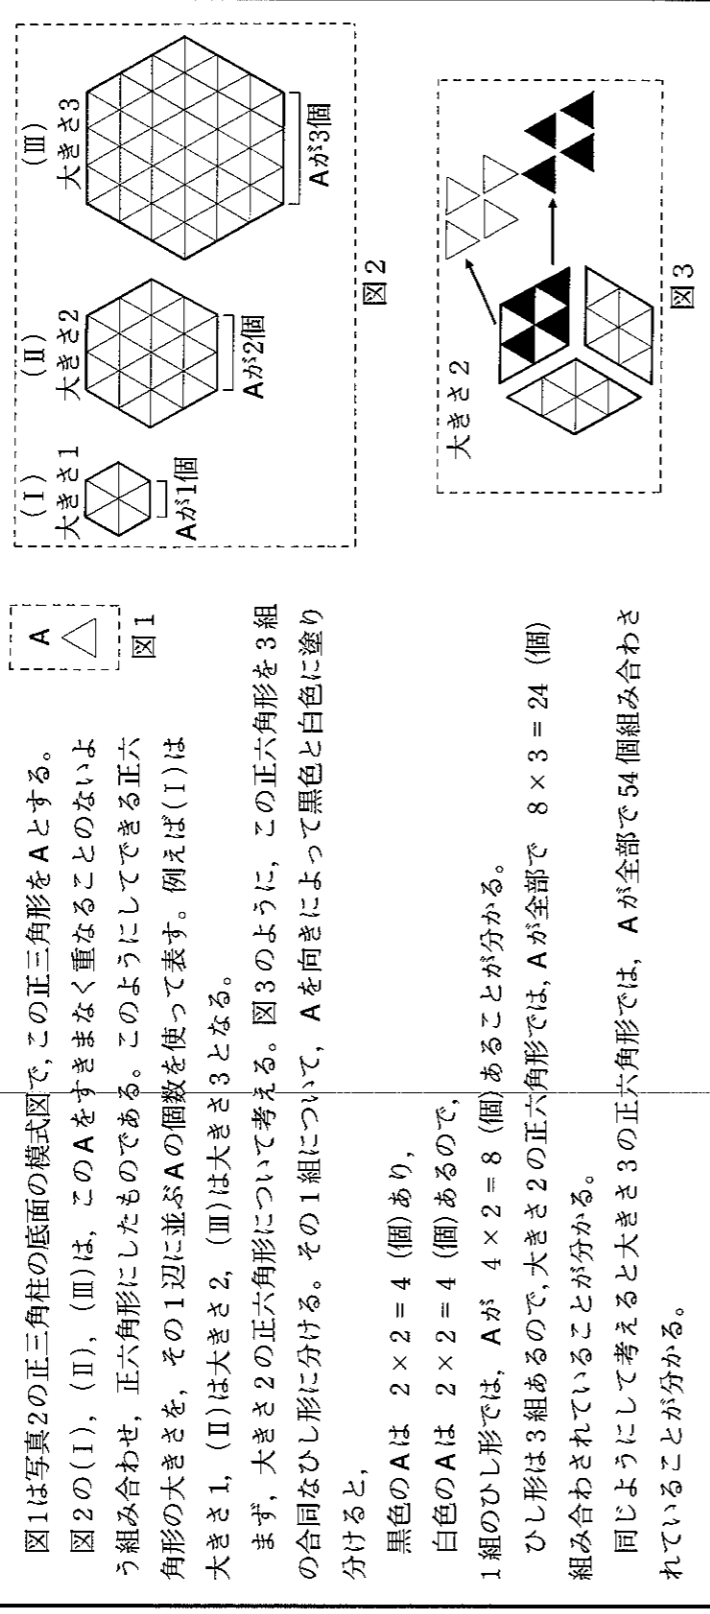 図1は写真2の正三角柱の底面の模式図で,この正三角形をAとする。
図2の(Ⅰ),(Ⅱ),(Ⅲ)は,このAをすきまなく重なることのないよ
う組み合わせ,正六角形にしたものである。このようにしてできる正六
角形の大きさを,その1辺に並ぶAの個数を使って表す。例えば(Ⅰ)は
大きさ1,(Ⅱ)は大きさ2,(Ⅲ)は大きさ3となる。
まず,大きさ2の正六角形について考える。図3のように,この正六角形を3組
の合同なひし形に分ける。その1組について,Aを向きによって黒色と白色に塗り
分けると,
黒色のAは 2×2=4(個)あり,
白色のAは 2×2=4(個)あるので,
1組のひし形では,Aが 4×2=8(個)あることが分かる。
ひし形は3組あるので,大きさ2の正六角形では,Aが全部で 8×3=24(個)
組み合わされていることが分かる。
同じようにして考えると大きさ3の正六角形では,Aが全部で54個組み合わさ
れていることが分かる。
A
図1
(Ⅰ)
大きさ1
Aが1個
(Ⅱ)
大きさ2
Aが2個
(Ⅲ)
大きさ3
Aが3個
図2
大きさ2
図3